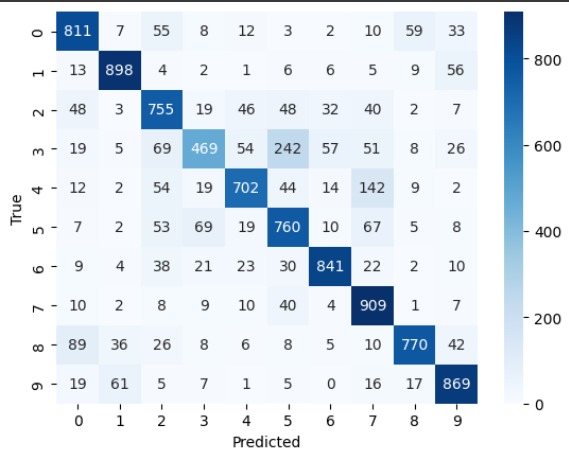 0 811 7 55 8 12 3 2 10 59 33
1 13 898 4 2 1 6 6 5 9 56
800
2 48 3 755 19 46 48 32 40 2 7
3 19 5 69 469 54 242 57 51 8 26
600
4 12 2 54 19 702 44 14 142 9 2
True
5 7 2 53 69 19 760 10 67 5 8
400
6 9 4 38 21 23 30 841 22 2 10
7 10 2 8 9 10 40 4 909 1 7
200
8 89 36 26 8 6 8 5 10 770 42
9 19 61 5 7 1 5 0 16 17 869
0
0 1 2 3 4 5 6 7 8 9
Predicted